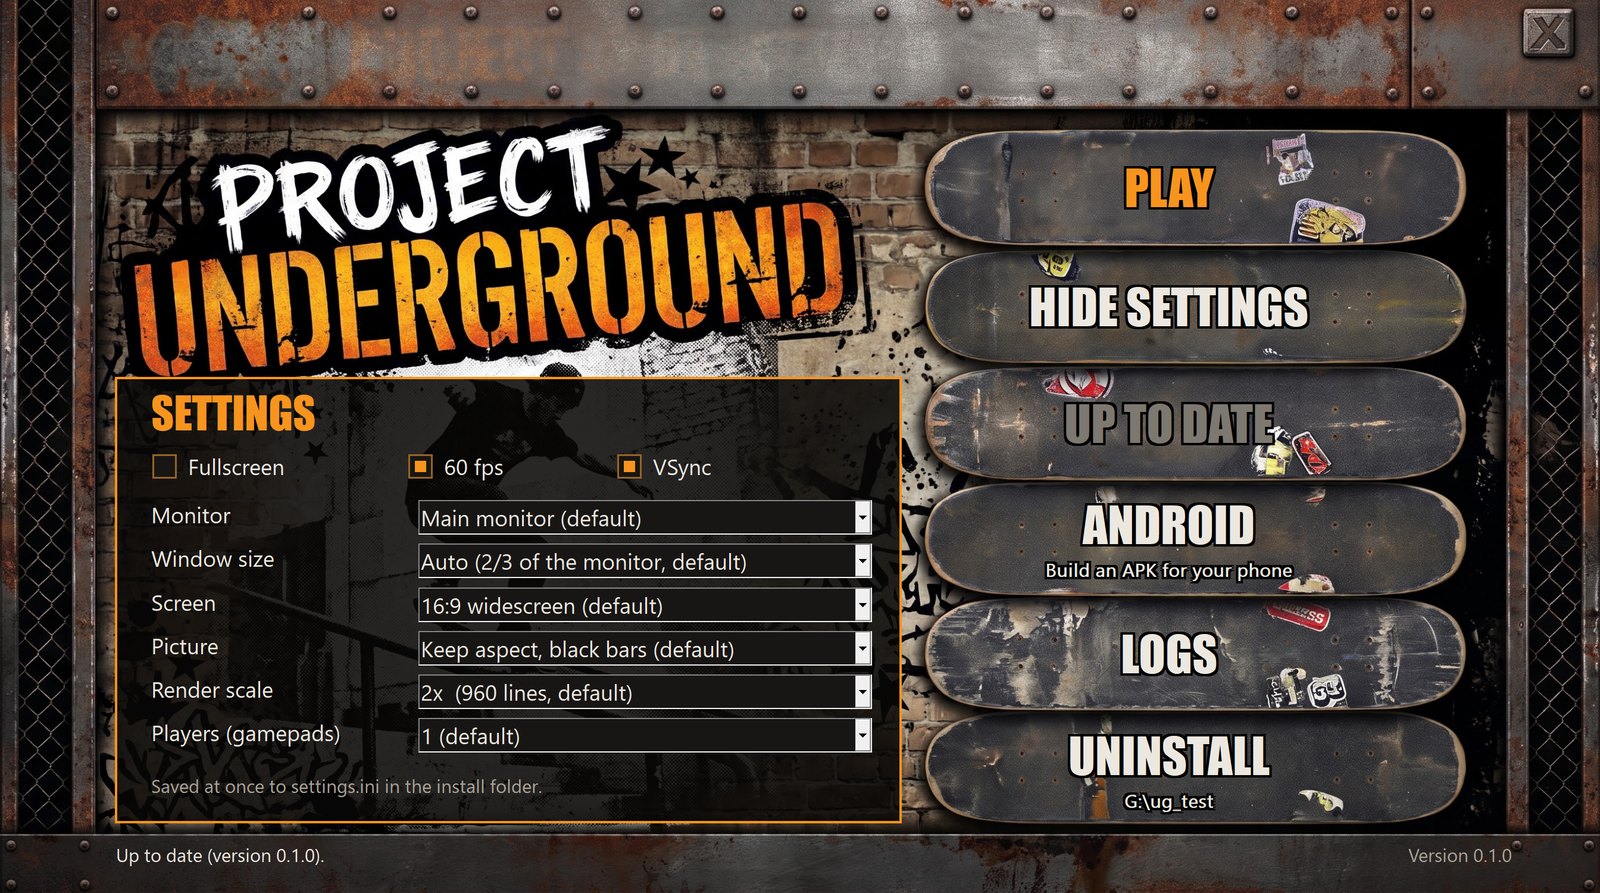 PROJECT
UNDERGROUND
SETTINGS
Fullscreen
60 fps
VSync
Monitor
Main monitor (default)
Window size
Auto (2/3 of the monitor, default)
Screen
16:9 widescreen (default)
Picture
Keep aspect, black bars (default)
Render scale
2x (960 lines, default)
Players (gamepads)
1 (default)
Saved at once to settings.ini in the install folder.
X
PLAY
HIDE SETTINGS
UP TO DATE
ANDROID
Build an APK for your phone
LOGS
UNINSTALL
G:\ug_test
Up to date (version 0.1.0).
Version 0.1.0